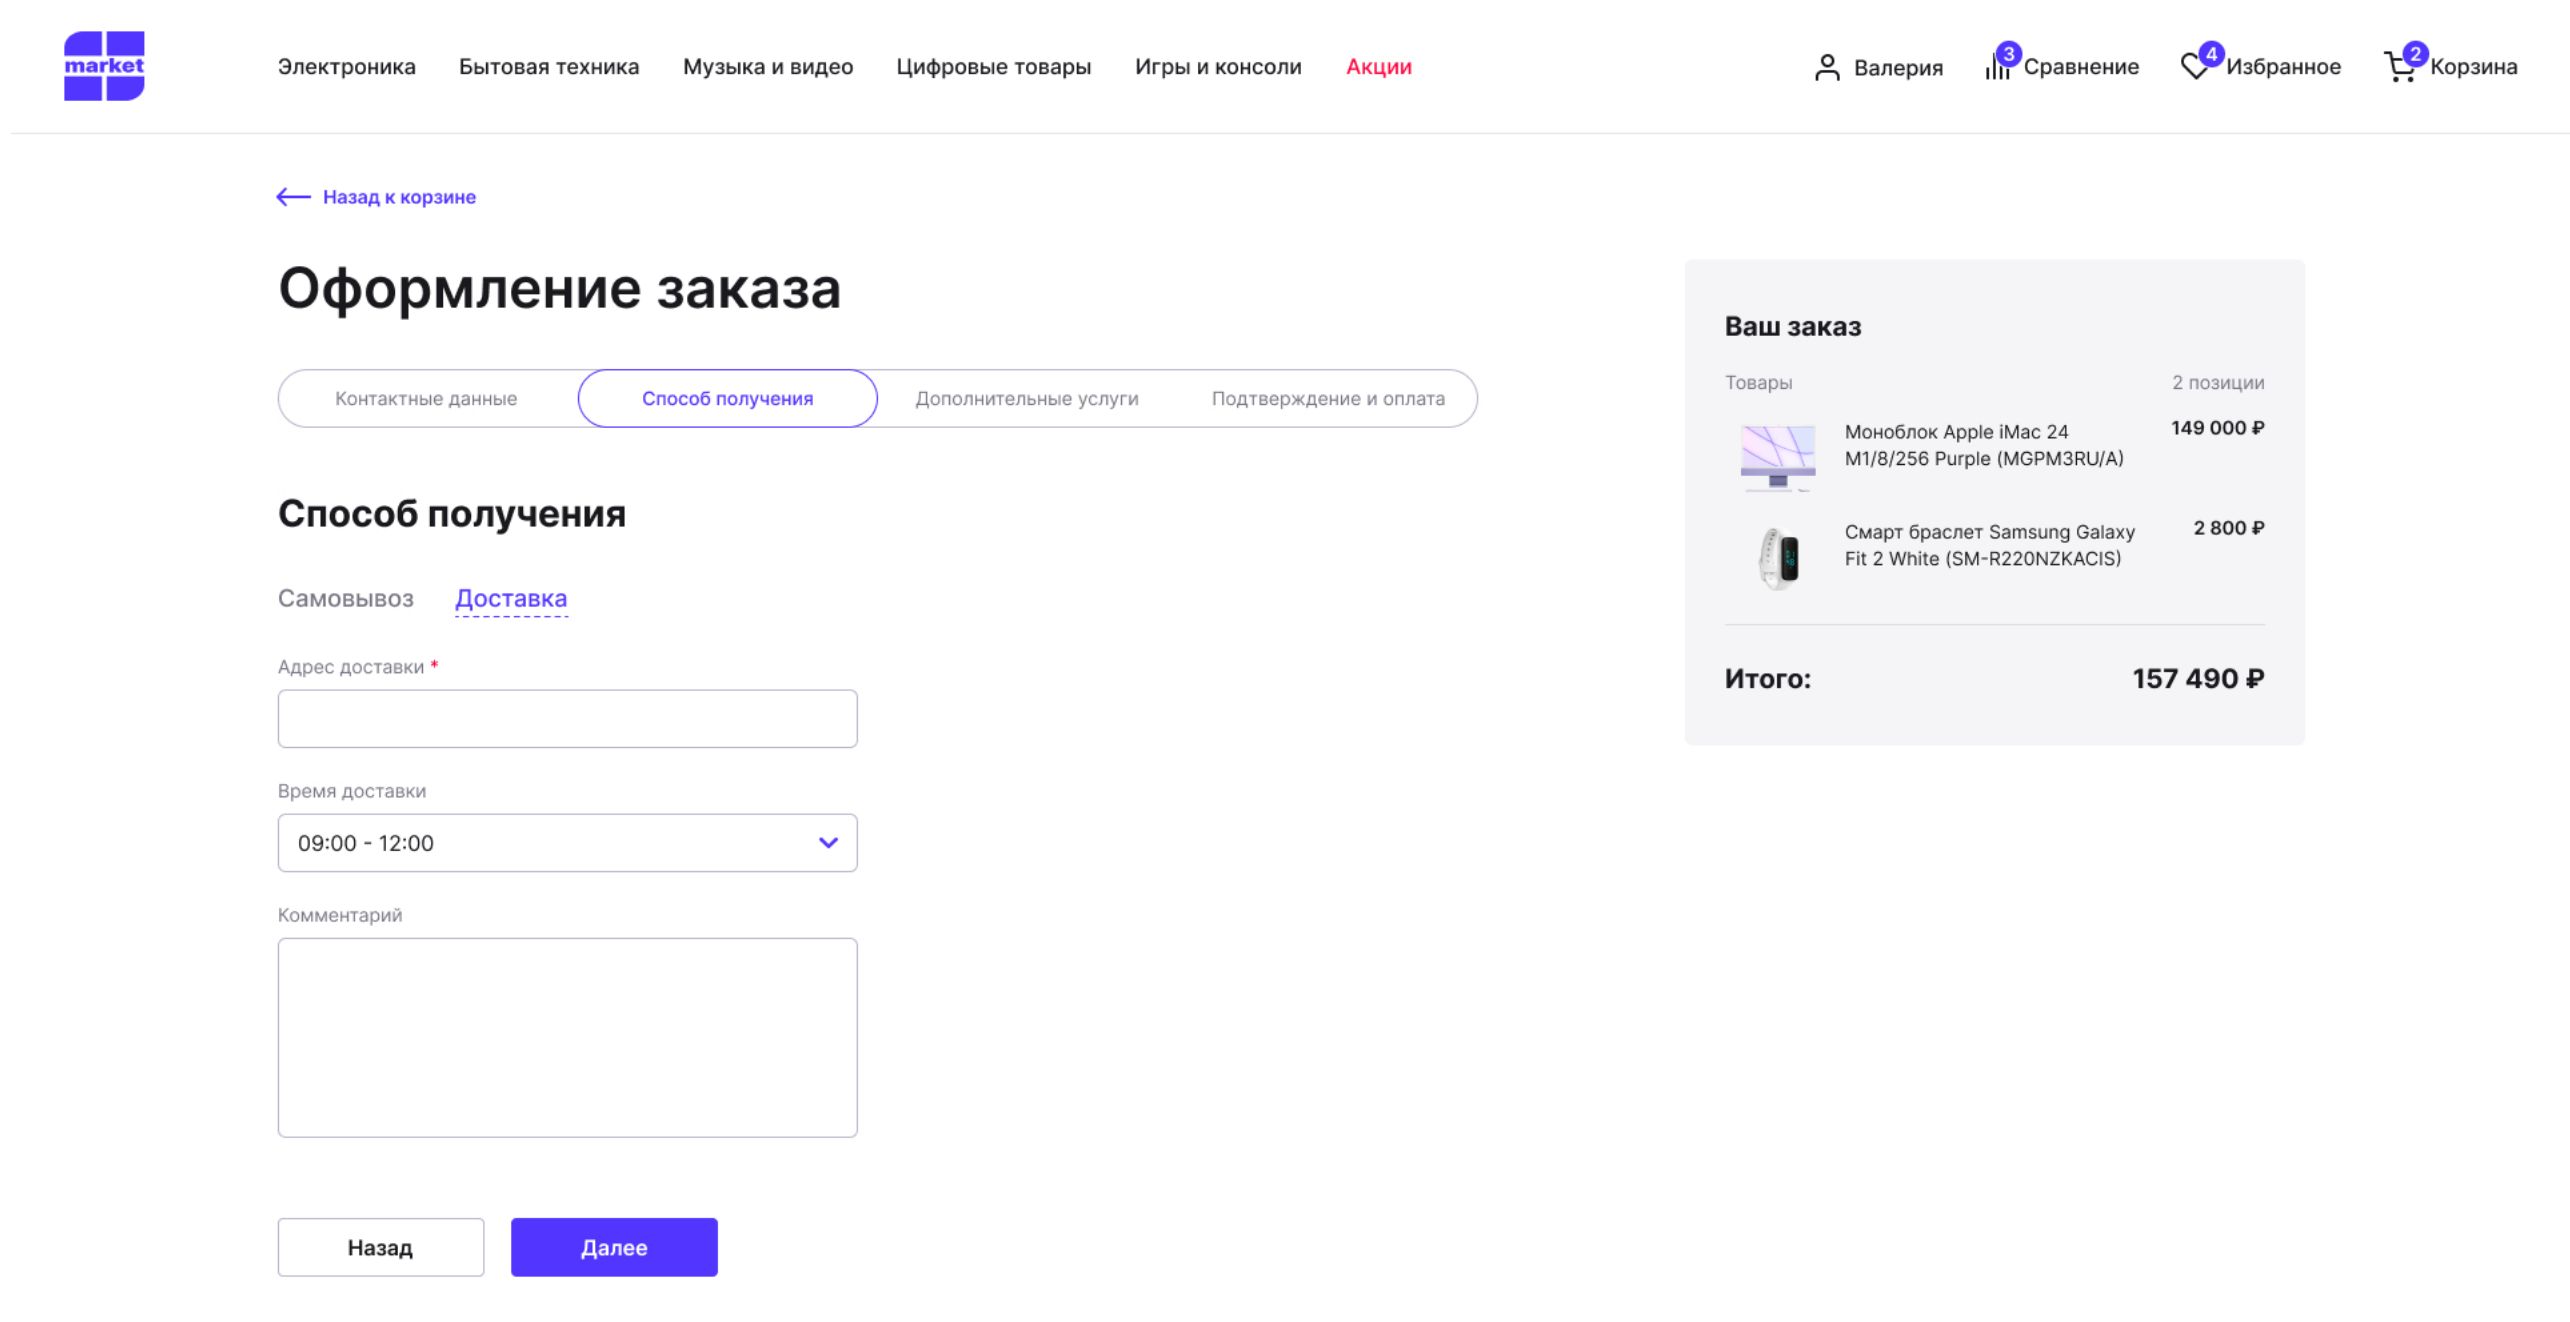 market
Электроника
Бытовая техника
Музыка и видео
Цифровые товары
Игры и консоли
Акции
Валерия
3
Сравнение
4
Избранное
2
Корзина
Назад к корзине
Оформление заказа
Контактные данные
Способ получения
Дополнительные услуги
Подтверждение и оплата
Способ получения
Самовывоз
Доставка
Адрес доставки *
Время доставки
09:00 - 12:00
Комментарий
Назад
Далее
Ваш заказ
Товары
2 позиции
Моноблок Apple iMac 24
M1/8/256 Purple (MGPM3RU/A)
149 000 ₽
Смарт браслет Samsung Galaxy
Fit 2 White (SM-R220NZKACIS)
2 800 ₽
Итого:
157 490 ₽